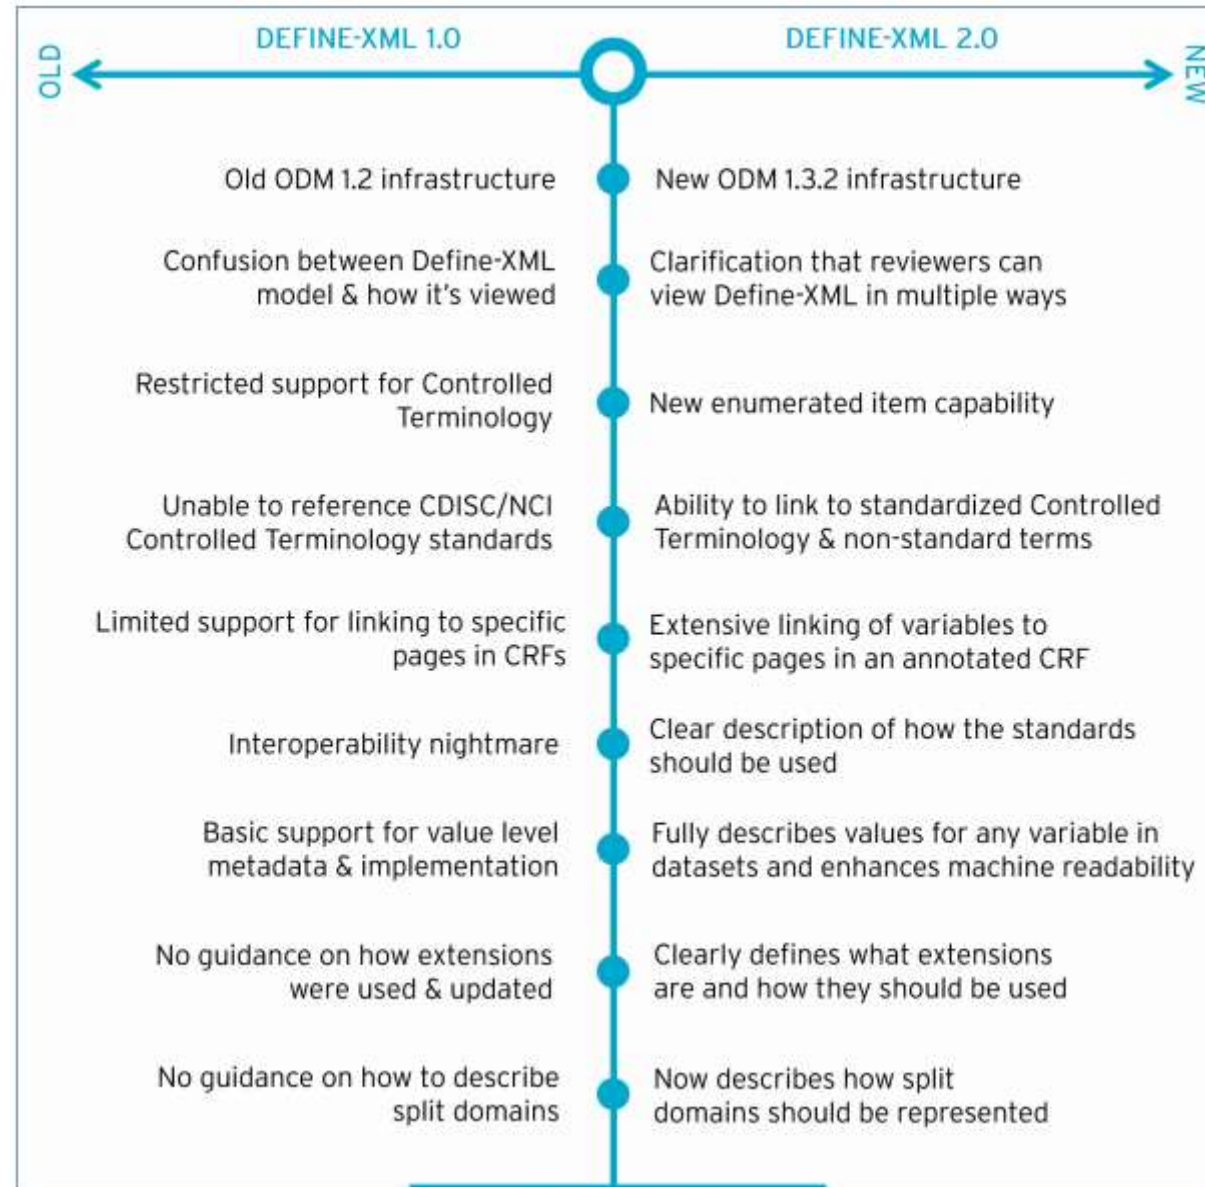 DEFINE-XML 1.0
DEFINE-XML 2.0
OLD
NEW
Old ODM 1.2 infrastructure
New ODM 1.3.2 infrastructure
Confusion between Define-XML
model & how it's viewed
Clarification that reviewers can
view Define-XML in multiple ways
Restricted support for Controlled
Terminology
New enumerated item capability
Unable to reference CDISC/NCI
Controlled Terminology standards
Ability to link to standardized Controlled
Terminology & non-standard terms
Limited support for linking to specific
pages in CRFs
Extensive linking of variables to
specific pages in an annotated CRF
Interoperability nightmare
Clear description of how the standards
should be used
Basic support for value level
metadata & implementation
Fully describes values for any variable in
datasets and enhances machine readability
No guidance on how extensions
were used & updated
Clearly defines what extensions
are and how they should be used
No guidance on how to describe
split domains
Now describes how split
domains should be represented